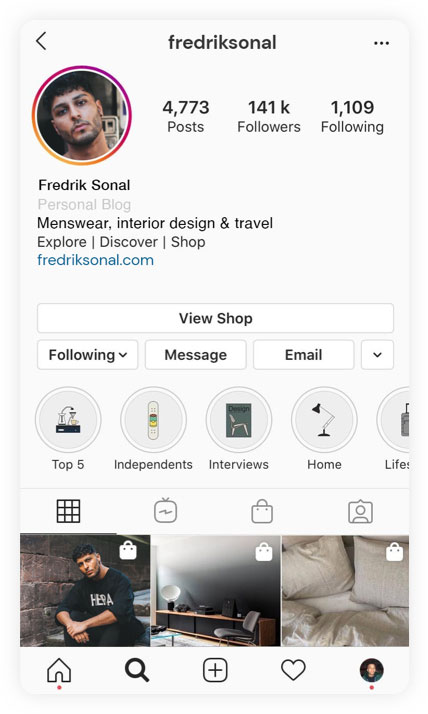 fredriksonal
4,773 141 k 1,109
Posts Followers Following
Fredrik Sonal
Personal Blog
Menswear, interior design & travel
Explore | Discover | Shop
fredriksonal.com
View Shop
Following Message Email
Design
Top 5 Independents Interviews Home Lifes